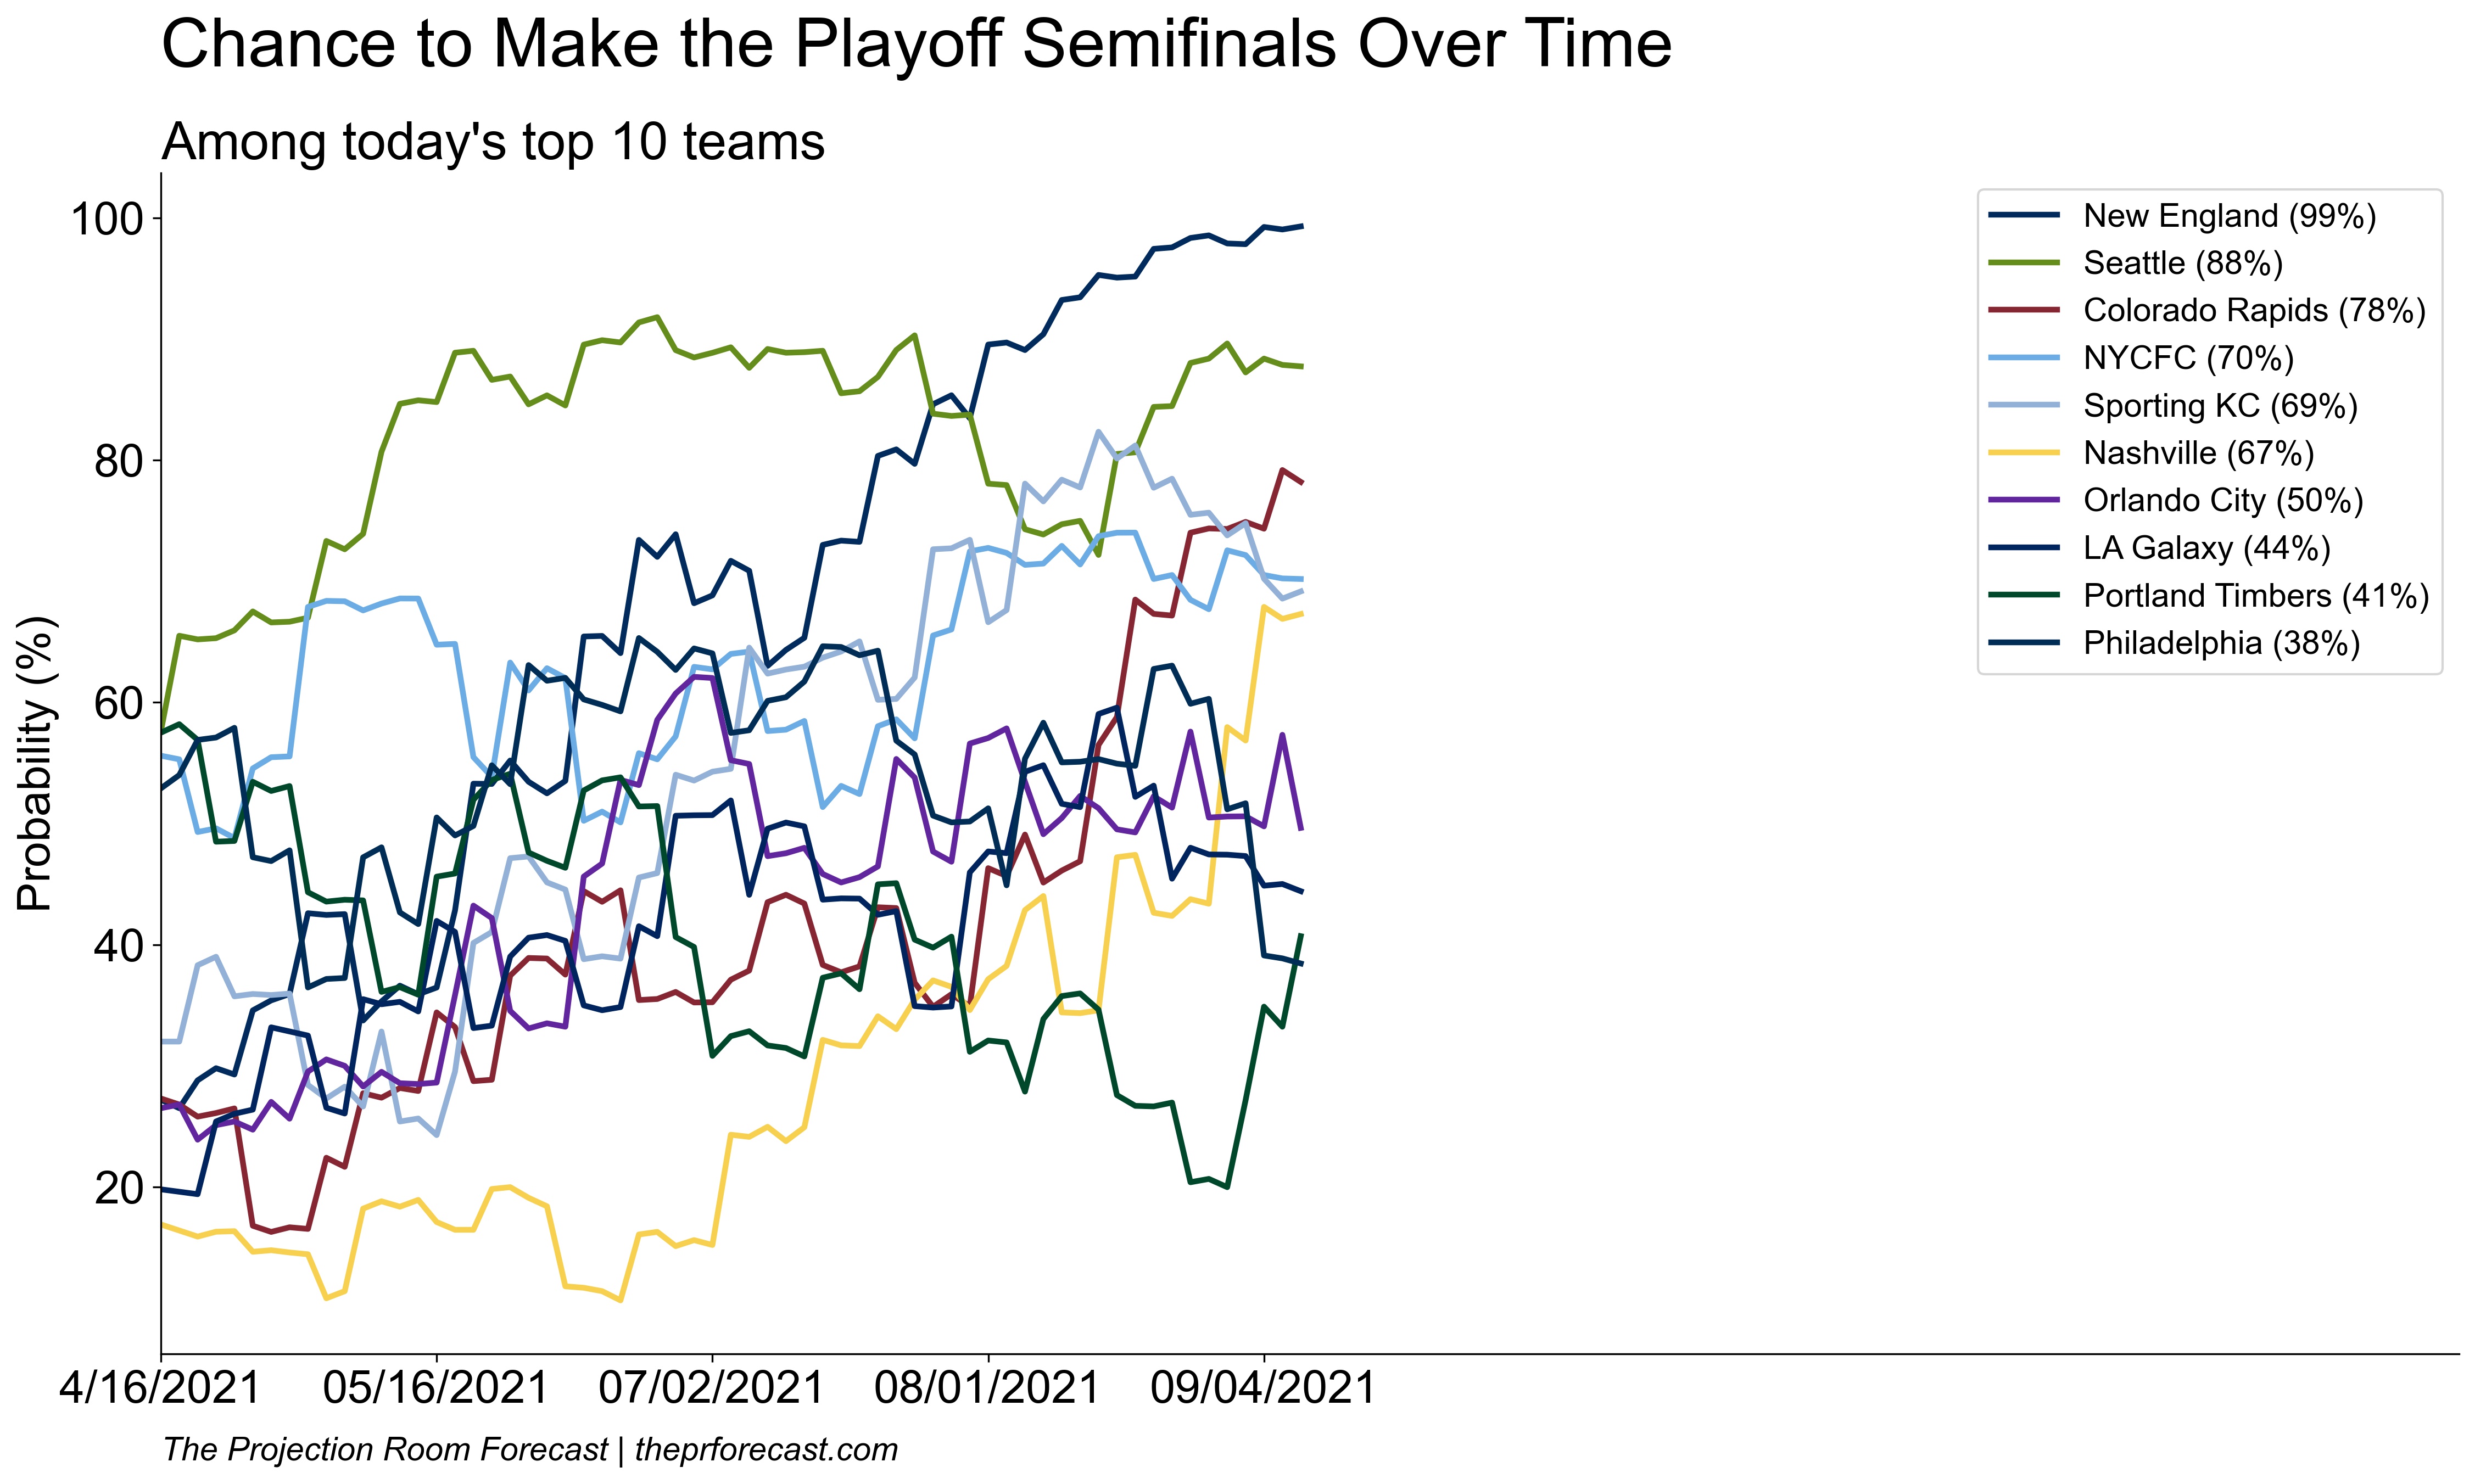 Chance to Make the Playoff Semifinals Over Time
Among today's top 10 teams
Probability (%)
100
80
60
40
20
4/16/2021
05/16/2021
07/02/2021
08/01/2021
09/04/2021
New England (99%)
Seattle (88%)
Colorado Rapids (78%)
NYCFC (70%)
Sporting KC (69%)
Nashville (67%)
Orlando City (50%)
LA Galaxy (44%)
Portland Timbers (41%)
Philadelphia (38%)
The Projection Room Forecast | theprforecast.com